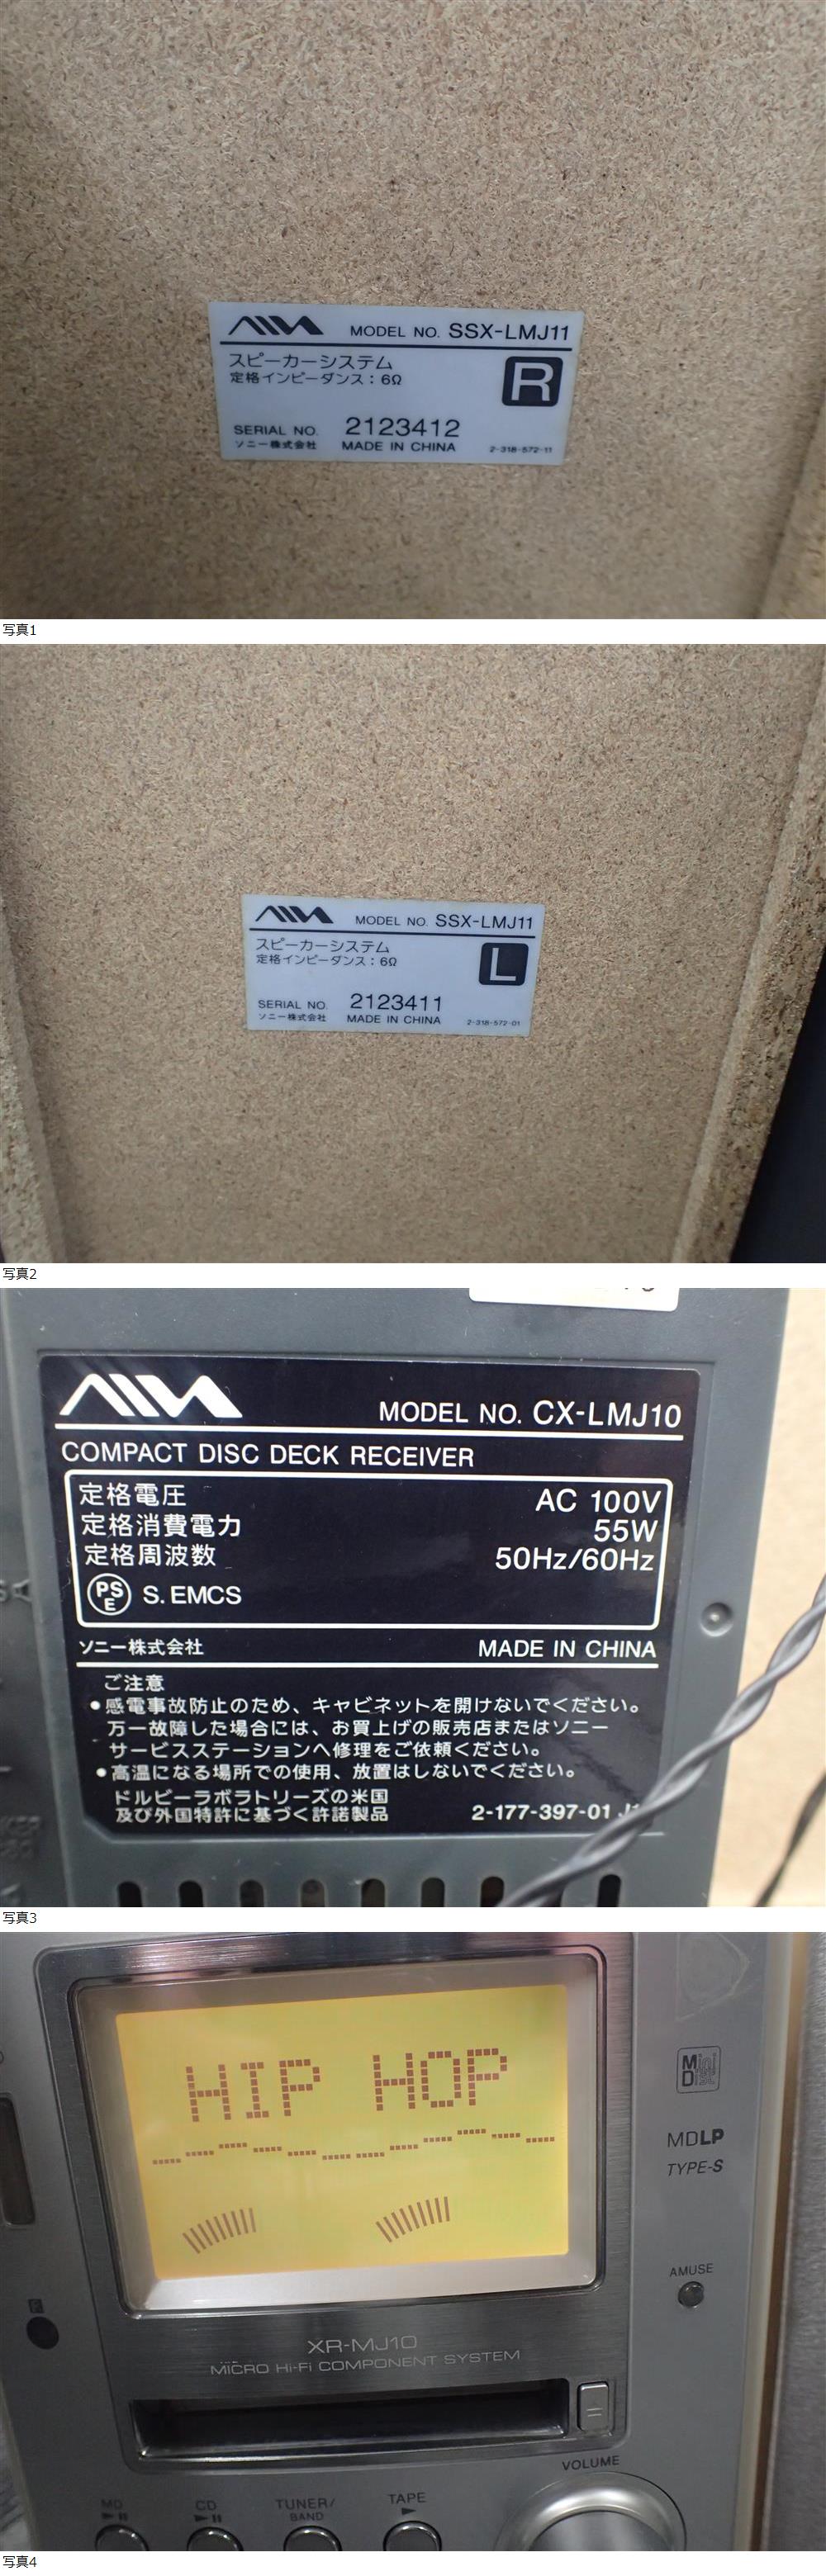 AIWA
MODEL NO. SSX-LMJ11
スピーカーシステム
定格インピーダンス：6Ω
R
SERIAL NO. 2123412
ソニー株式会社 MADE IN CHINA 2-318-572-11
写真1
AIWA
MODEL NO. SSX-LMJ11
スピーカーシステム
定格インピーダンス：6Ω
L
SERIAL NO. 2123411
ソニー株式会社 MADE IN CHINA 2-318-572-01
写真2
AIWA
MODEL NO. CX-LMJ10
COMPACT DISC DECK RECEIVER
定格電圧 AC 100V
定格消費電力 55W
定格周波数 50Hz/60Hz
PS
E
S. EMCS
ソニー株式会社 MADE IN CHINA
ご注意
●感電事故防止のため、キャビネットを開けないでください。
万一故障した場合には、お買上げの販売店またはソニー
サービスステーションへ修理をご依頼ください。
●高温になる場所での使用、放置はしないでください。
ドルビーラボラトリーズの米国
及び外国特許に基づく許諾製品 2-177-397-01
写真3
HIP HOP
Mini
Disc
MDLP
TYPE-S
AMUSE
XR-MJ10
MICRO Hi-Fi COMPONENT SYSTEM
VOLUME
MD
CD
TUNER/
BAND
TAPE
写真4